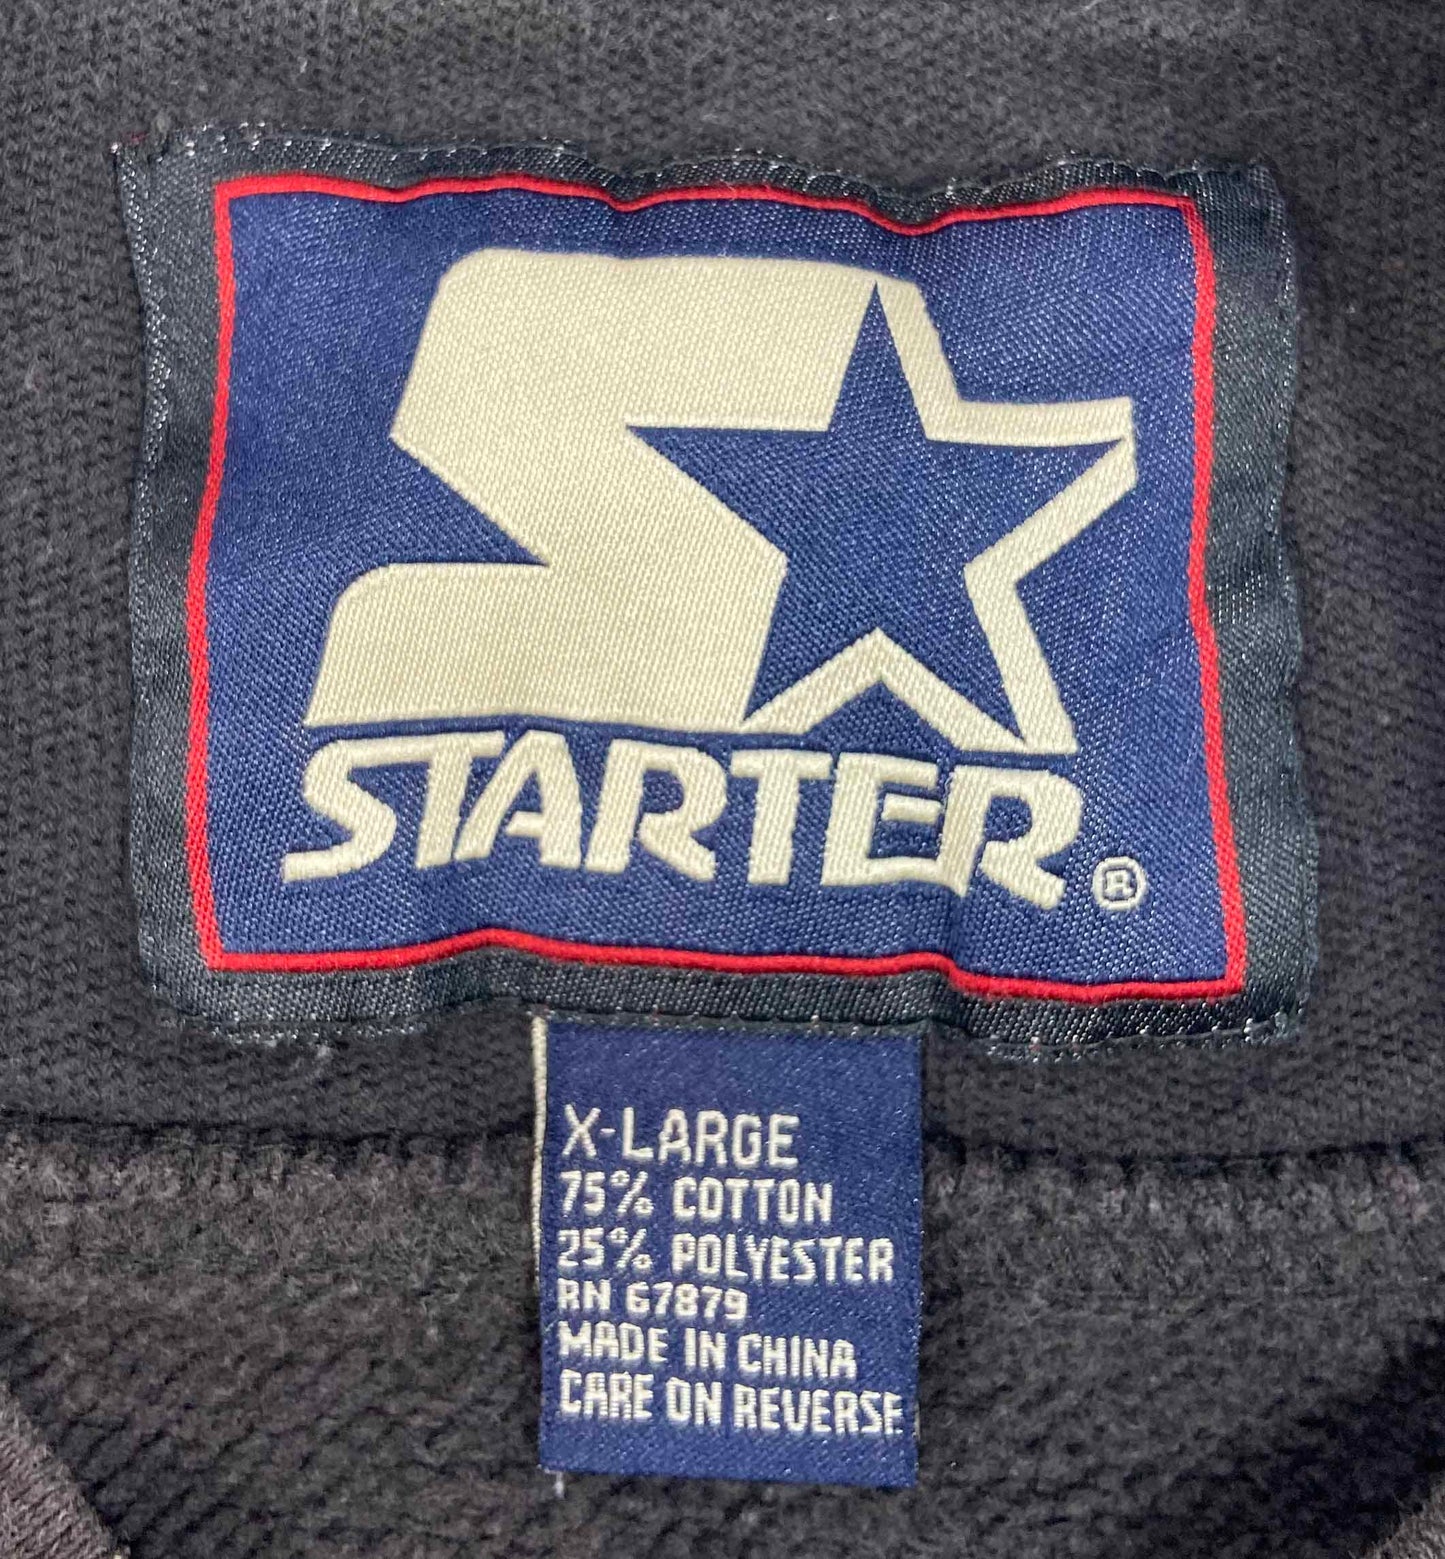 STARTER ®
X-LARGE
75% COTTON
25% POLYESTER
RN 67879
MADE IN CHINA
CARE ON REVERSE